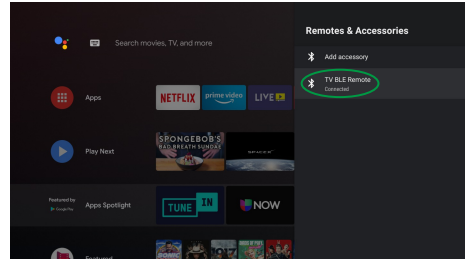 Search movies, TV, and more
Remotes & Accessories
Add accessory
TV BLE Remote
Connected
Apps
NETFLIX
prime video
LIVE
Play Next
SPONGEBOB'S
BAD BREATH SUNDAE
Featured by
Google Play
Apps Spotlight
TUNE IN
NOW
Featured
SONIC